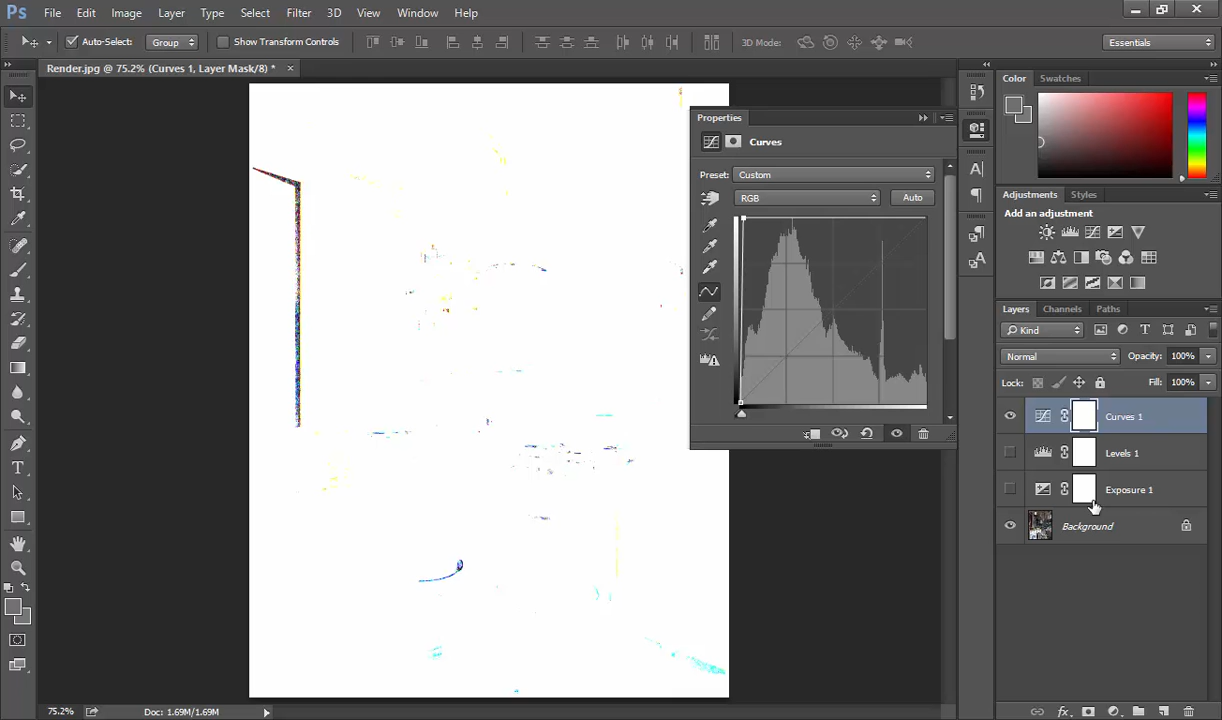 Ps File Edit Image Layer Type Select Filter 3D View Window Help
Auto-Select: Group Show Transform Controls 3D Mode: Essentials
Render.jpg @ 75.2% (Curves 1, Layer Mask/8) * ×
Color Swatches
Properties
Curves
Preset: Custom
RGB Auto
Adjustments Styles
Add an adjustment
Layers Channels Paths
Kind
Normal Opacity: 100%
Lock: Fill: 100%
Curves 1
Levels 1
Exposure 1
Background
75.2% Doc: 1.69M/1.69M